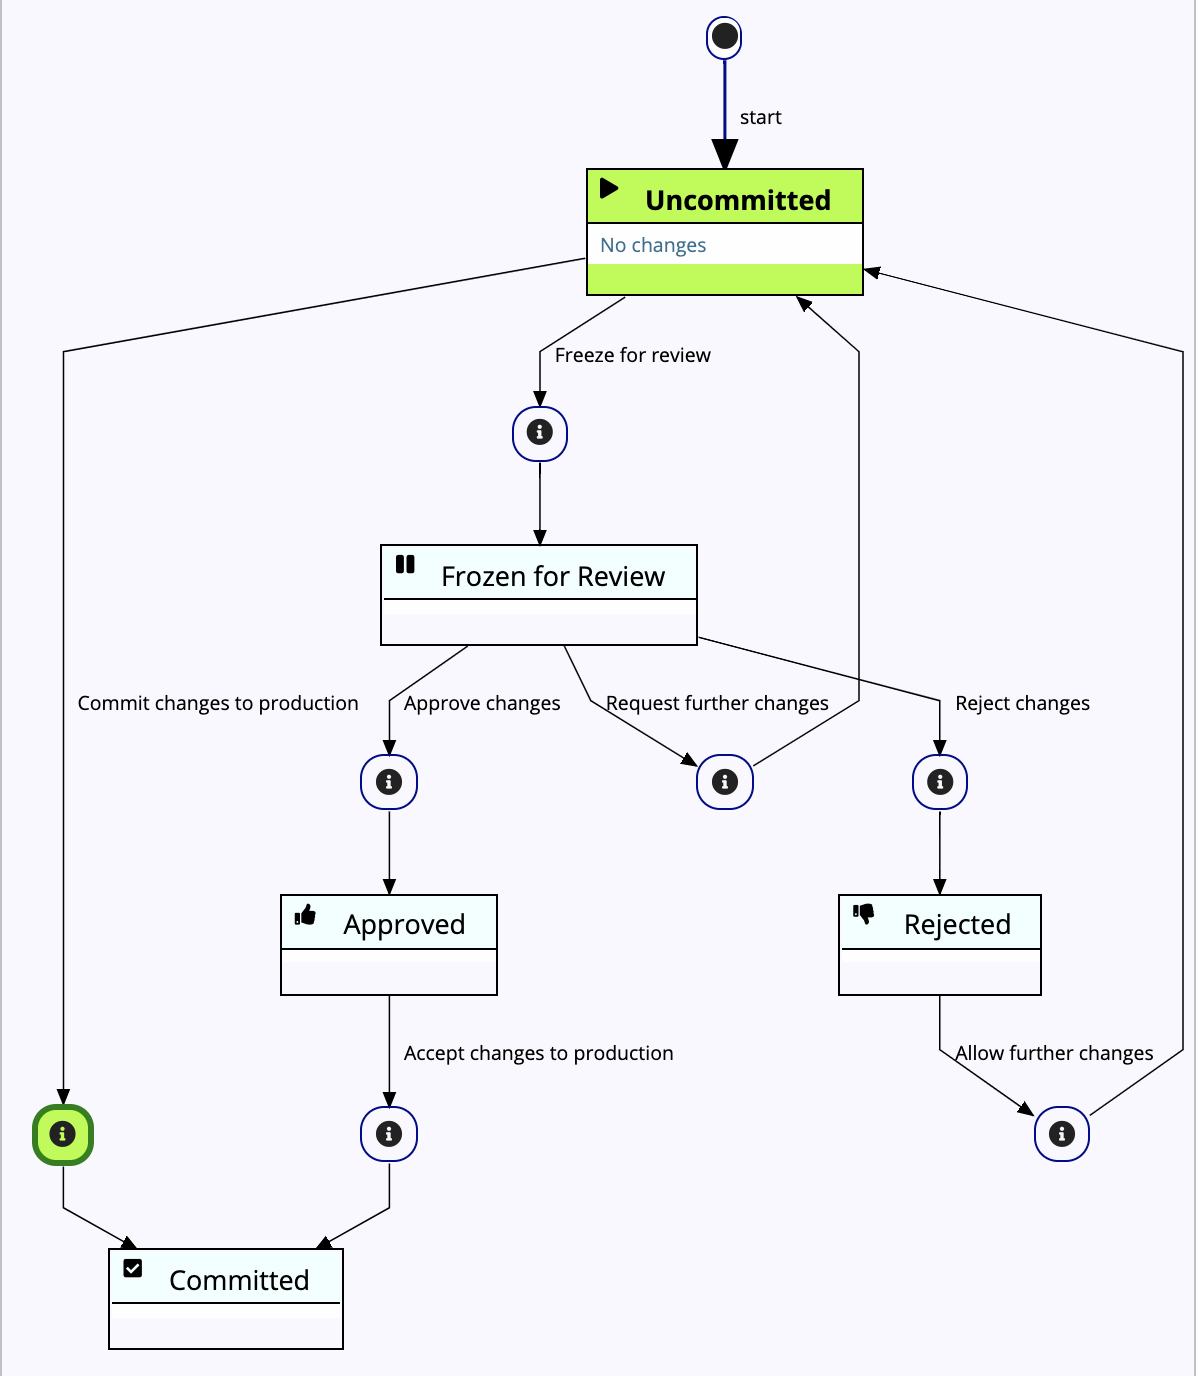 start
Uncommitted
No changes
Freeze for review
Frozen for Review
Commit changes to production
Approve changes
Request further changes
Reject changes
Approved
Rejected
Accept changes to production
Allow further changes
Committed